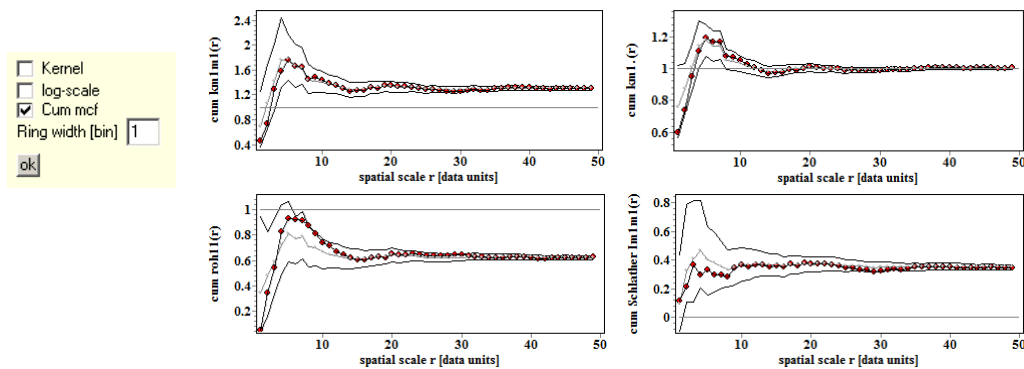 Kernel
log-scale
Cum mcf
Ring width [bin] 1
ok
cum km1m1(r)
2.4
2
1.6
1.2
0.8
0.4
10 20 30 40 50
spatial scale r [data units]
cum km1.(r)
1.2
1
0.8
0.6
10 20 30 40 50
spatial scale r [data units]
cum roh11(r)
1
0.8
0.6
0.4
0.2
10 20 30 40 50
spatial scale r [data units]
cum Schlather Im1m1(r)
0.8
0.6
0.4
0.2
0
10 20 30 40 50
spatial scale r [data units]